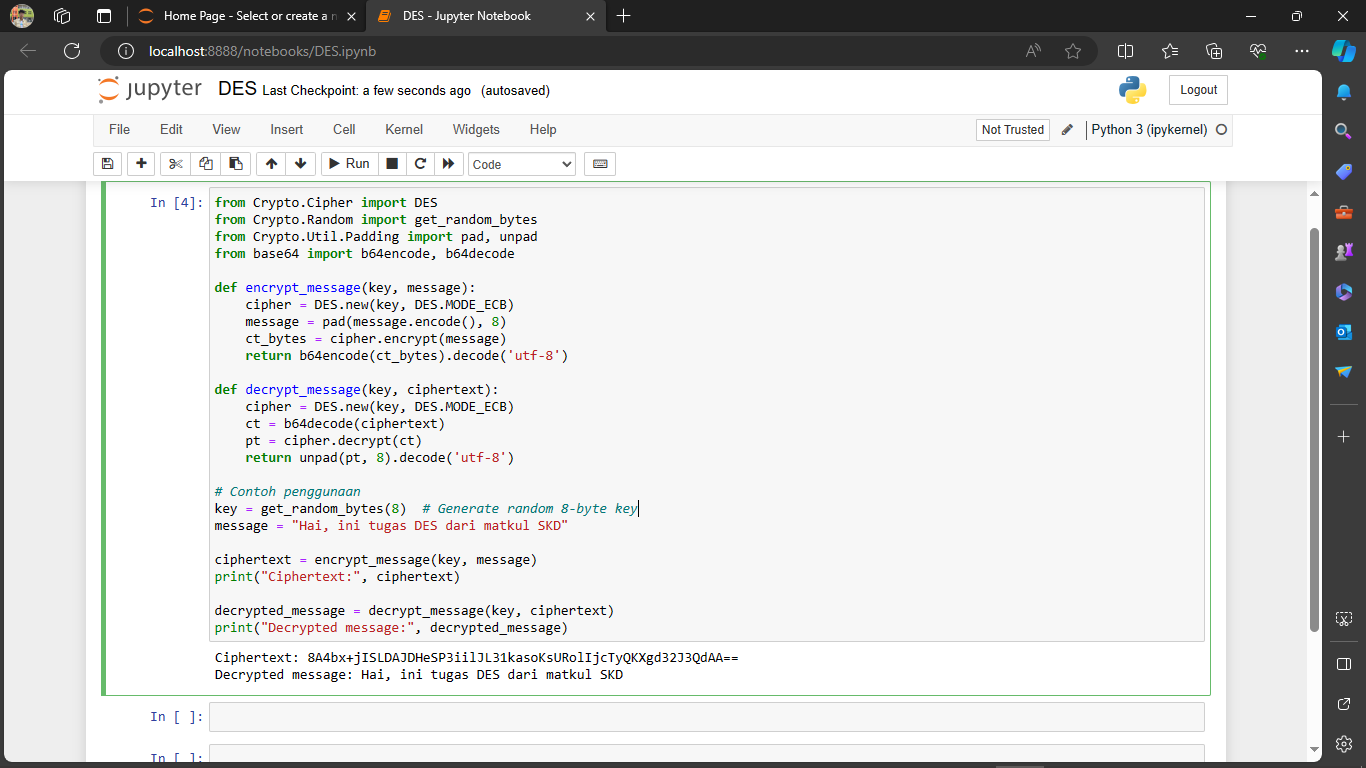 Home Page - Select or create a n
DES - Jupyter Notebook
localhost:8888/notebooks/DES.ipynb
jupyter DES Last Checkpoint: a few seconds ago (autosaved)
Logout
File Edit View Insert Cell Kernel Widgets Help
Not Trusted
Python 3 (ipykernel)
Run
Code
In [4]:
from Crypto.Cipher import DES
from Crypto.Random import get_random_bytes
from Crypto.Util.Padding import pad, unpad
from base64 import b64encode, b64decode
def encrypt_message(key, message):
    cipher = DES.new(key, DES.MODE_ECB)
    message = pad(message.encode(), 8)
    ct_bytes = cipher.encrypt(message)
    return b64encode(ct_bytes).decode('utf-8')
def decrypt_message(key, ciphertext):
    cipher = DES.new(key, DES.MODE_ECB)
    ct = b64decode(ciphertext)
    pt = cipher.decrypt(ct)
    return unpad(pt, 8).decode('utf-8')
# Contoh penggunaan
key = get_random_bytes(8)  # Generate random 8-byte key
message = "Hai, ini tugas DES dari matkul SKD"
ciphertext = encrypt_message(key, message)
print("Ciphertext:", ciphertext)
decrypted_message = decrypt_message(key, ciphertext)
print("Decrypted message:", decrypted_message)
Ciphertext: 8A4bx+jISLDAJDHeSP3iilJL31kasoKsURolIjcTyQKXgd32J3QdAA==
Decrypted message: Hai, ini tugas DES dari matkul SKD
In [ ]:
In [ ]: